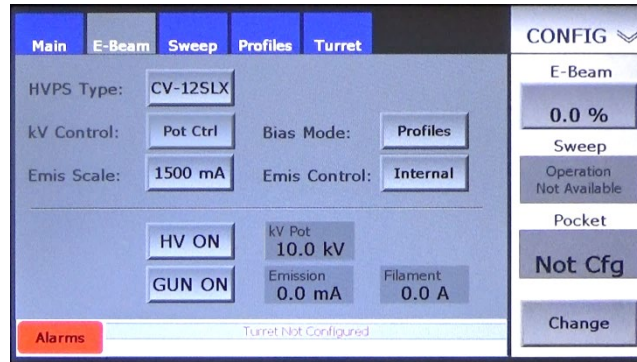 Main E-Beam Sweep Profiles Turret
CONFIG
HVPS Type: CV-12SLX
kV Control: Pot Ctrl Bias Mode: Profiles
Emis Scale: 1500 mA Emis Control: Internal
HV ON
kV Pot
10.0 kV
GUN ON
Emission
0.0 mA
Filament
0.0 A
Alarms
Turret Not Configured
E-Beam
0.0 %
Sweep
Operation
Not Available
Pocket
Not Cfg
Change